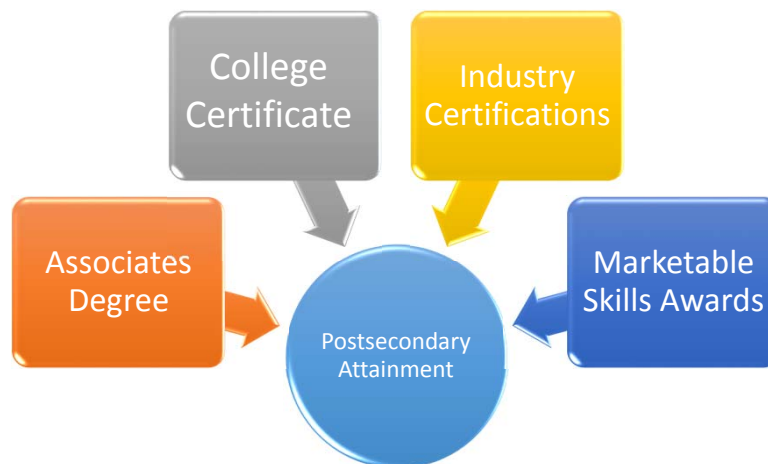 College
Certificate
Industry
Certifications
Associates
Degree
Marketable
Skills Awards
Postsecondary
Attainment